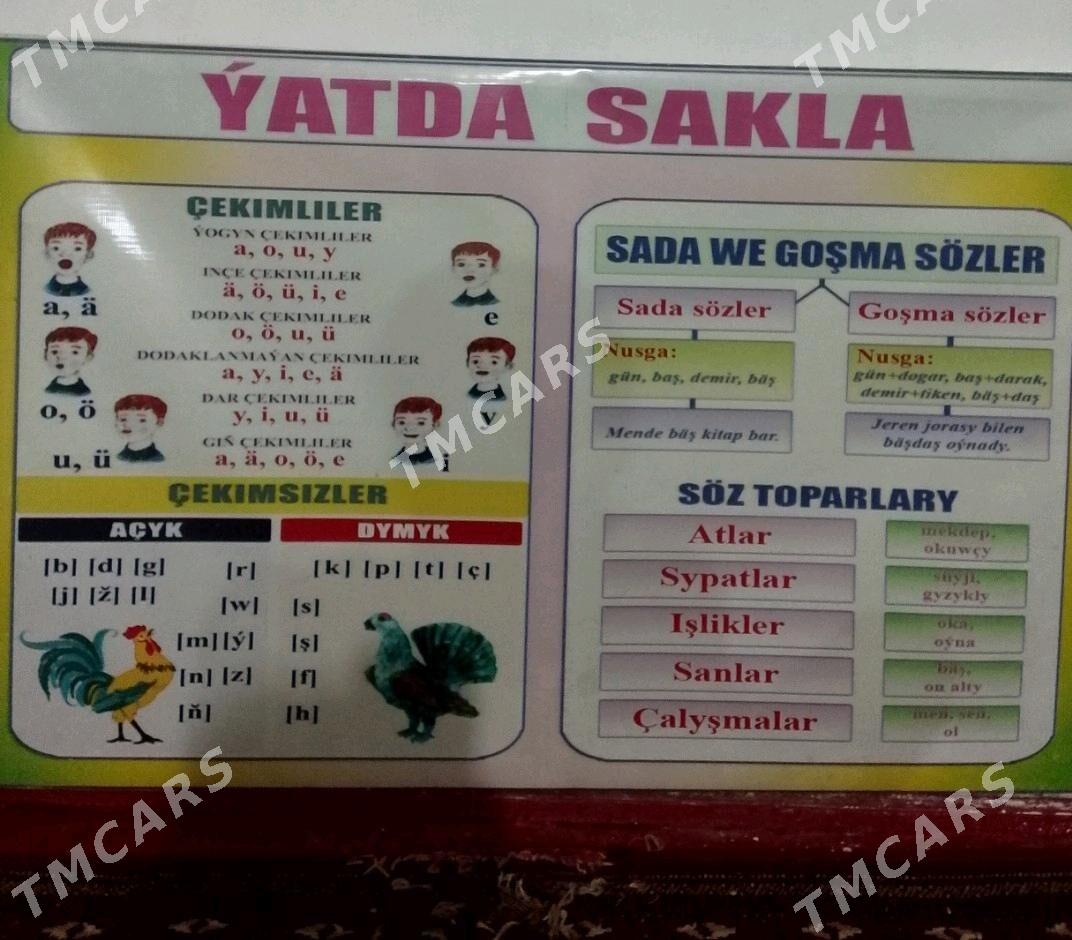 ÝATDA SAKLA
ÇEKIMLILER
ÝOGYN ÇEKIMLILER
a, o, u, y
INÇE ÇEKIMLILER
ä, ö, ü, i, e
DODAK ÇEKIMLILER
o, ö, u, ü
DODAKLANMAÝAN ÇEKIMLILER
a, y, i, e, ä
DAR ÇEKIMLILER
y, i, u, ü
GIŇ ÇEKIMLILER
a, ä, o, ö, e
a, ä
o, ö
u, ü
e
y
i
ÇEKIMSIZLER
AÇYK
[b] [d] [g] [r]
[j] [ž] [l] [w]
[m] [ý]
[n] [z]
[ň]
DYMYK
[k] [p] [t] [ç]
[s]
[ş]
[f]
[h]
SADA WE GOŞMA SÖZLER
Sada sözler
Nusga:
gün, baş, demir, bäş
Mende bäş kitap bar.
Goşma sözler
Nusga:
gün+dogar, baş+darak,
demir+tiken, bäş+daş
Jeren jorasy bilen
bäşdaş oýnady.
SÖZ TOPARLARY
Atlar
mekdep,
okuwçy
Sypatlar
süýji,
gyzykly
Işlikler
oka,
oýna
Sanlar
bäş,
on alty
Çalyşmalar
men, sen,
ol
TMCARS
TMCARS
TMCARS
TMCARS
TMCARS